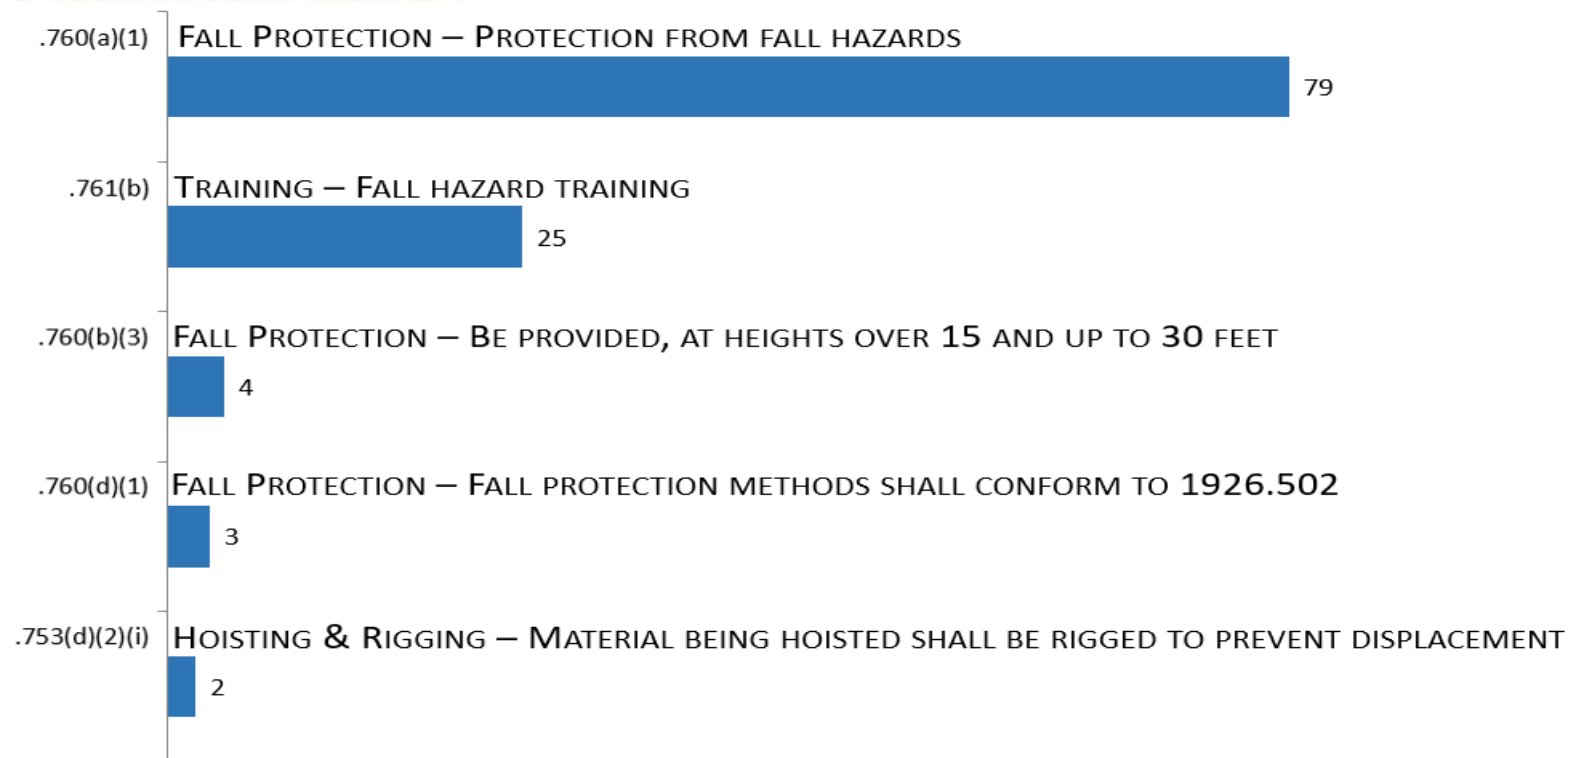 .760(a)(1) FALL PROTECTION – PROTECTION FROM FALL HAZARDS
79
.761(b) TRAINING – FALL HAZARD TRAINING
25
.760(b)(3) FALL PROTECTION – BE PROVIDED, AT HEIGHTS OVER 15 AND UP TO 30 FEET
4
.760(d)(1) FALL PROTECTION – FALL PROTECTION METHODS SHALL CONFORM TO 1926.502
3
.753(d)(2)(i) HOISTING & RIGGING – MATERIAL BEING HOISTED SHALL BE RIGGED TO PREVENT DISPLACEMENT
2